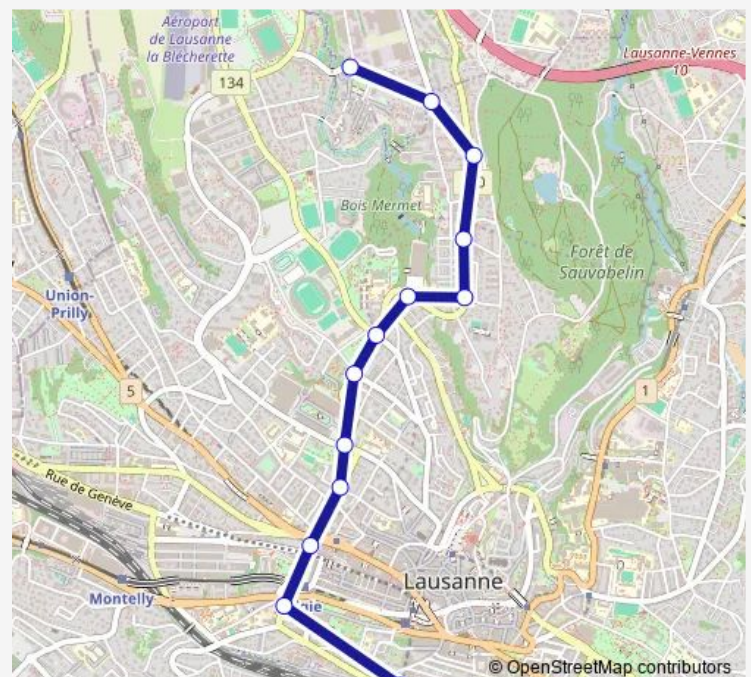 Aéroport
de Lausanne
la Blécherette
134
Lausanne-Vennes
10
Bois Mermet
Forêt de
Sauvabelin
Union-
Prilly
5
1
Rue de Genève
Lausanne
Montelly
© OpenStreetMap contributors